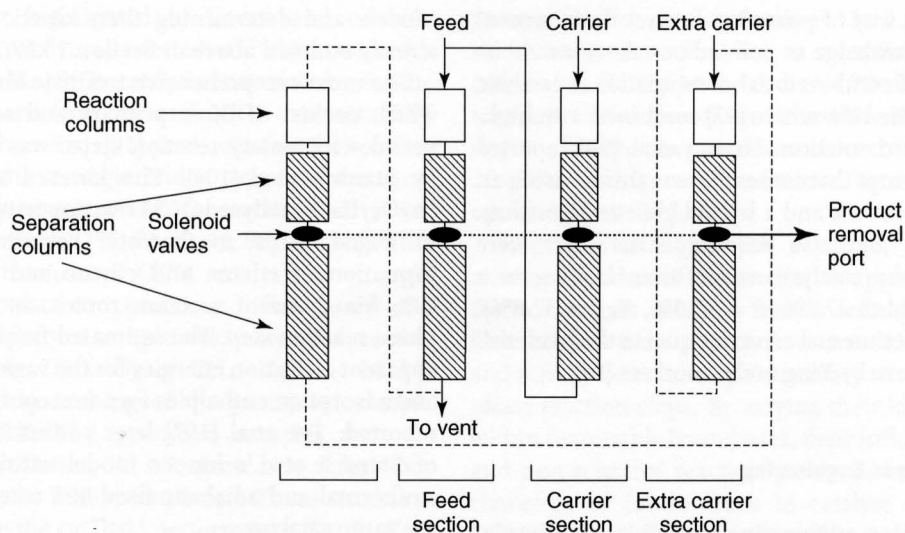 Feed
Carrier
Extra carrier
Reaction
columns
Separation
columns
Solenoid
valves
Product
removal
port
To vent
Feed
section
Carrier
section
Extra carrier
section